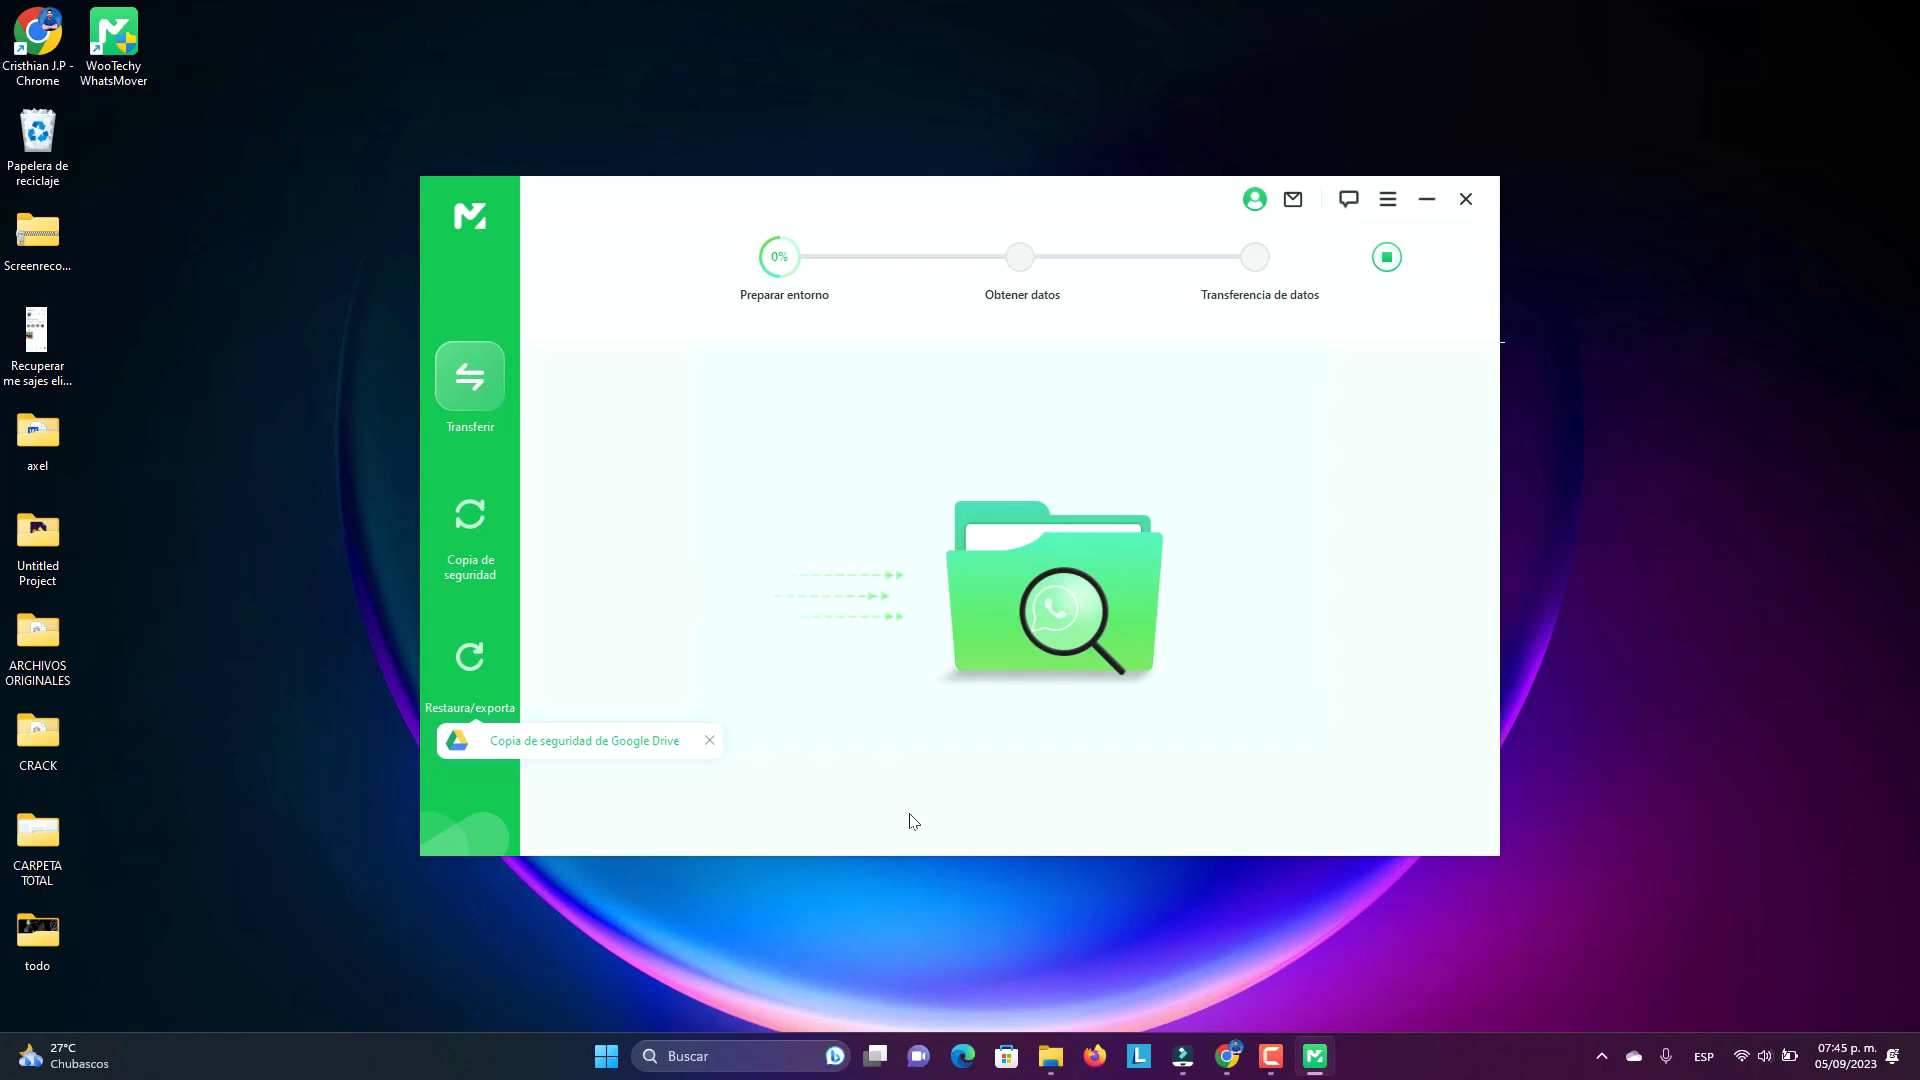 Cristhian J.P -
Chrome
WooTechy
WhatsMover
Papelera de
reciclaje
Screenreco...
Recuperar
me sajes eli...
axel
Untitled
Project
ARCHIVOS
ORIGINALES
CRACK
CARPETA
TOTAL
todo
0%
Preparar entorno
Obtener datos
Transferencia de datos
Transferir
Copia de
seguridad
Restaura/exporta
Copia de seguridad de Google Drive
27°C
Chubascos
Buscar
L
ESP
07:45 p. m.
05/09/2023